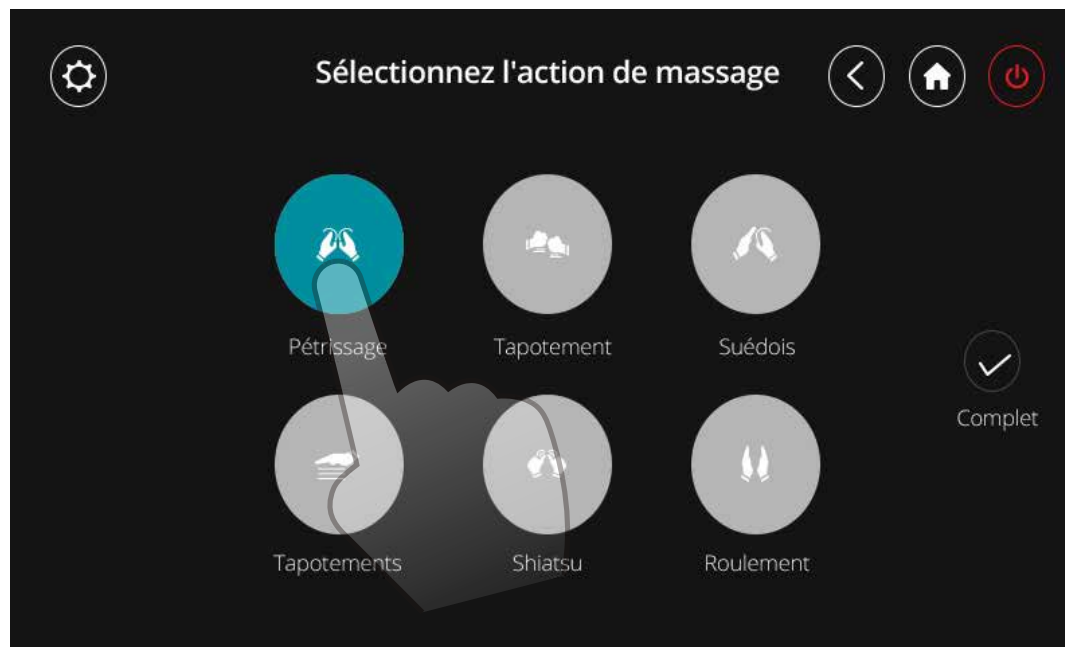 Sélectionnez l'action de massage
Pétrissage
Tapotement
Suédois
Complet
Tapotements
Shiatsu
Roulement